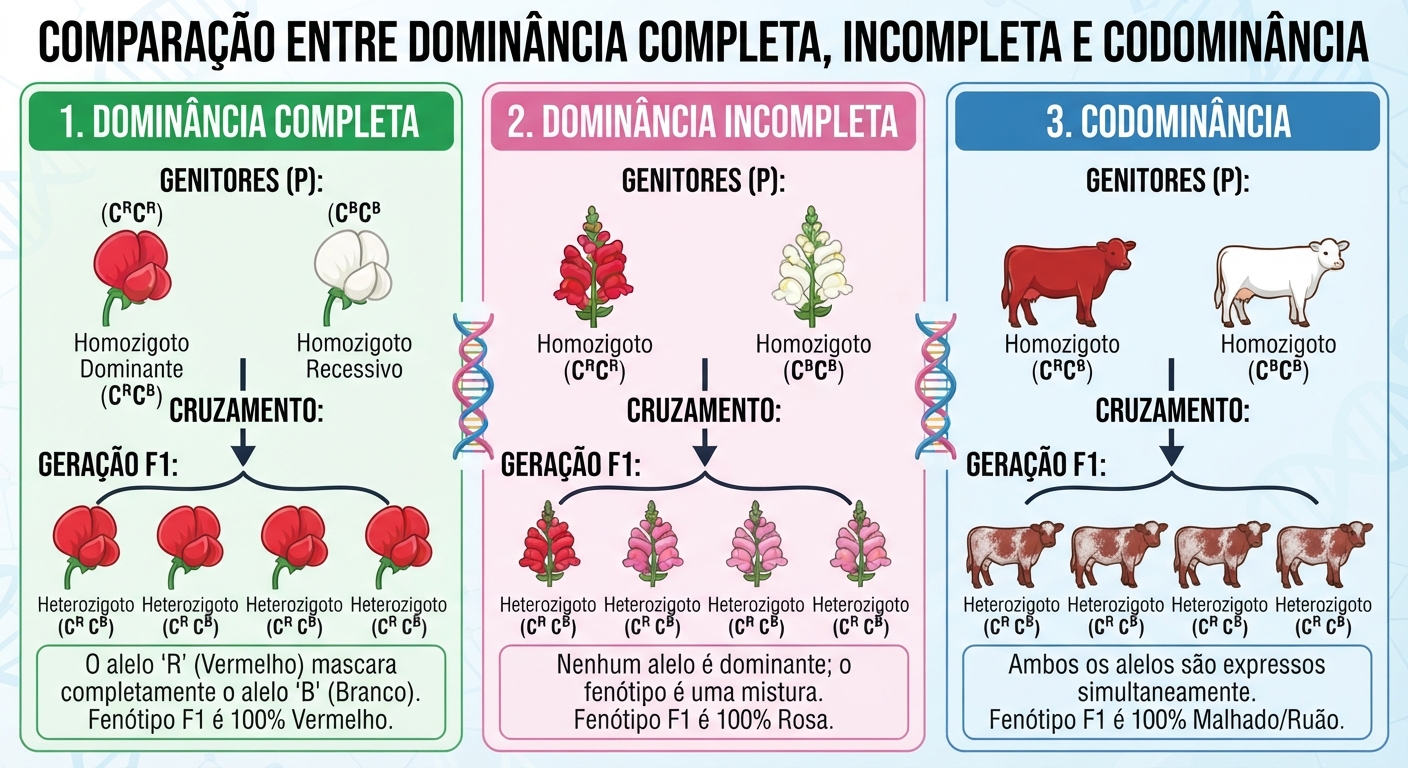 COMPARAÇÃO ENTRE DOMINÂNCIA COMPLETA, INCOMPLETA E CODOMINÂNCIA
1. DOMINÂNCIA COMPLETA
GENITORES (P):
(CᴿCᴿ)
(CᴮCᴮ
Homozigoto
Dominante
(CᴿCᴮ)
Homozigoto
Recessivo
CRUZAMENTO:
GERAÇÃO F1:
Heterozigoto
(Cᴿ Cᴮ)
Heterozigoto
(Cᴿ Cᴮ)
Heterozigoto
(Cᴿ Cᴮ)
Heterozigoto
(Cᴿ Cᴮ)
O alelo 'R' (Vermelho) mascara
completamente o alelo 'B' (Branco).
Fenótipo F1 é 100% Vermelho.
2. DOMINÂNCIA INCOMPLETA
GENITORES (P):
Homozigoto
(CᴿCᴿ)
Homozigoto
(CᴮCᴮ)
CRUZAMENTO:
GERAÇÃO F1:
Heterozigoto
(Cᴿ Cᴮ)
Heterozigoto
(Cᴿ Cᴮ)
Heterozigoto
(Cᴿ Cᴮ)
Heterozigoto
(Cᴿ Cᴮ)
Nenhum alelo é dominante; o
fenótipo é uma mistura.
Fenótipo F1 é 100% Rosa.
3. CODOMINÂNCIA
GENITORES (P):
Homozigoto
(CᴿCᴮ)
Homozigoto
(CᴮCᴮ)
CRUZAMENTO:
GERAÇÃO F1:
Heterozigoto
(Cᴿ Cᴮ)
Heterozigoto
(Cᴿ Cᴮ)
Heterozigoto
(Cᴿ Cᴮ)
Heterozigoto
(Cᴿ Cᴮ)
Ambos os alelos são expressos
simultaneamente.
Fenótipo F1 é 100% Malhado/Ruão.